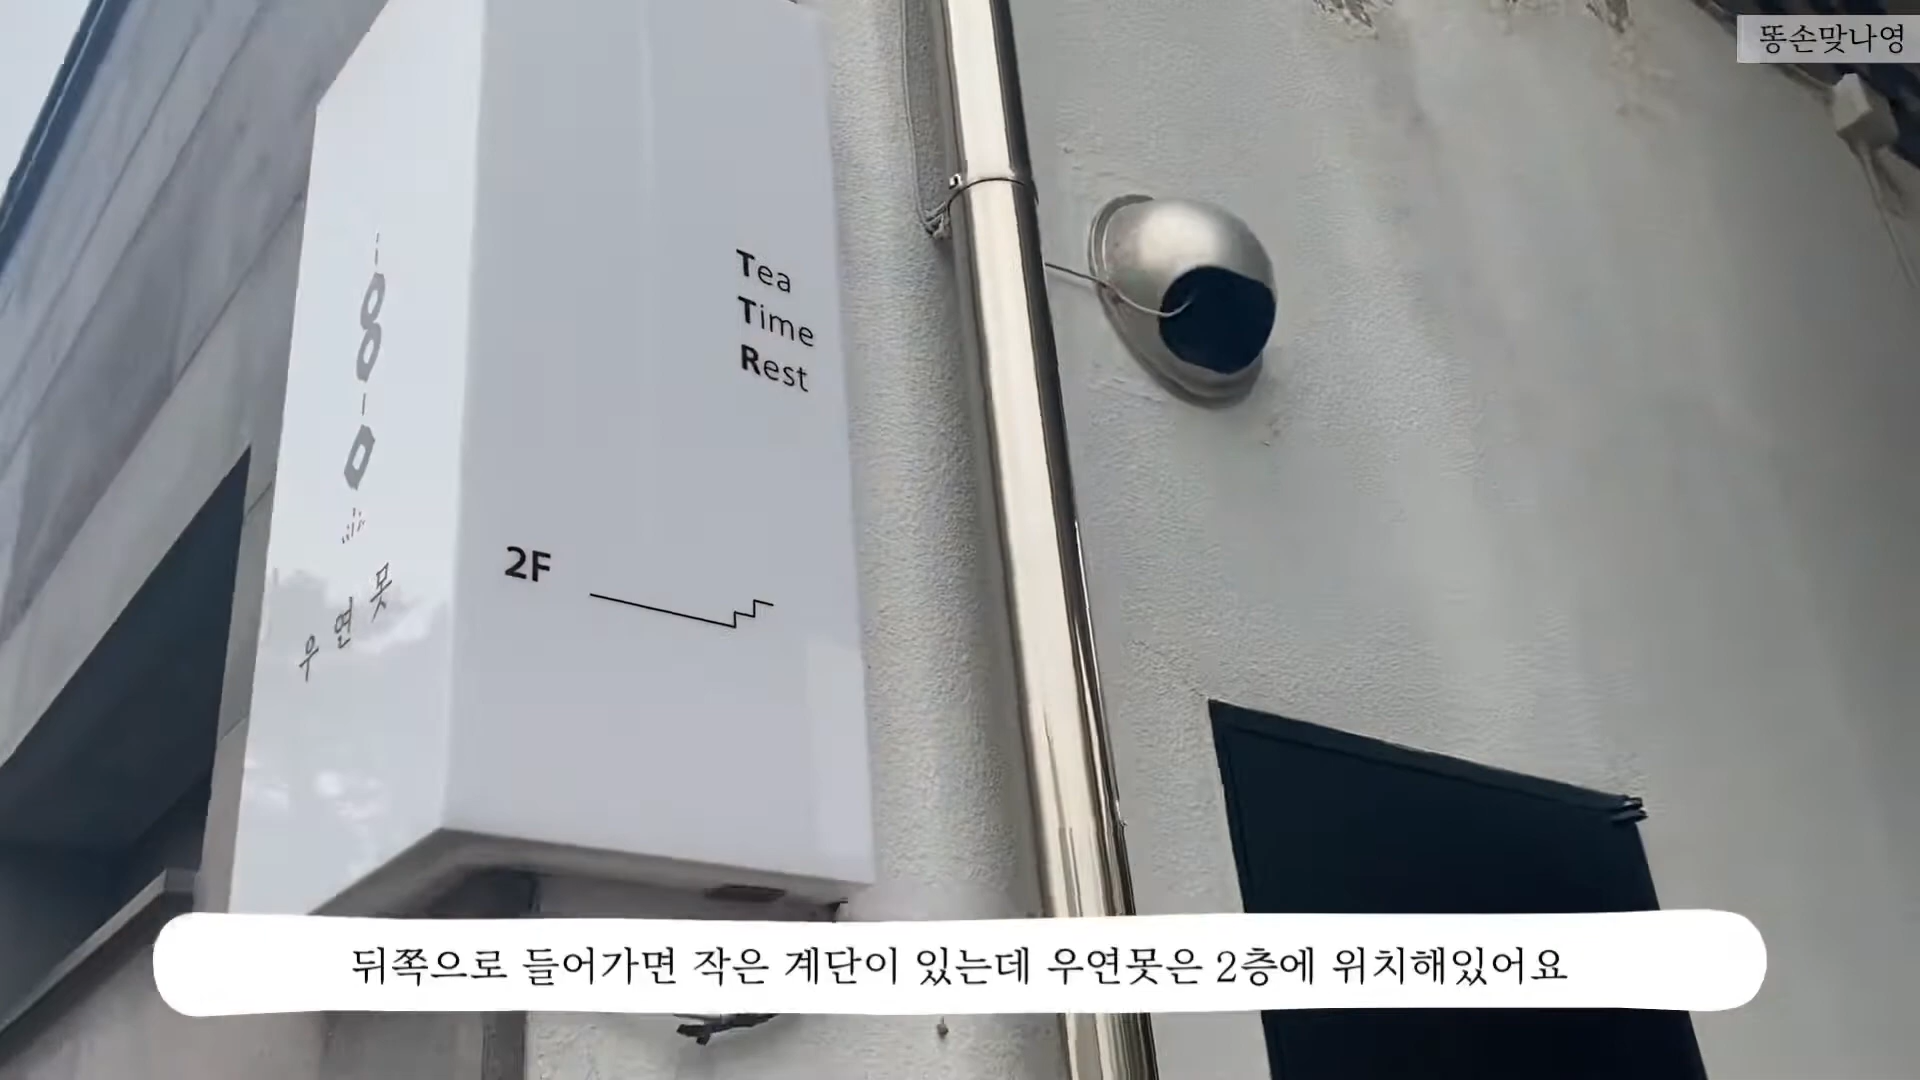 똥손맞나영
Tea
Time
Rest
2F
우연못
뒤쪽으로 들어가면 작은 계단이 있는데 우연못은 2층에 위치해있어요